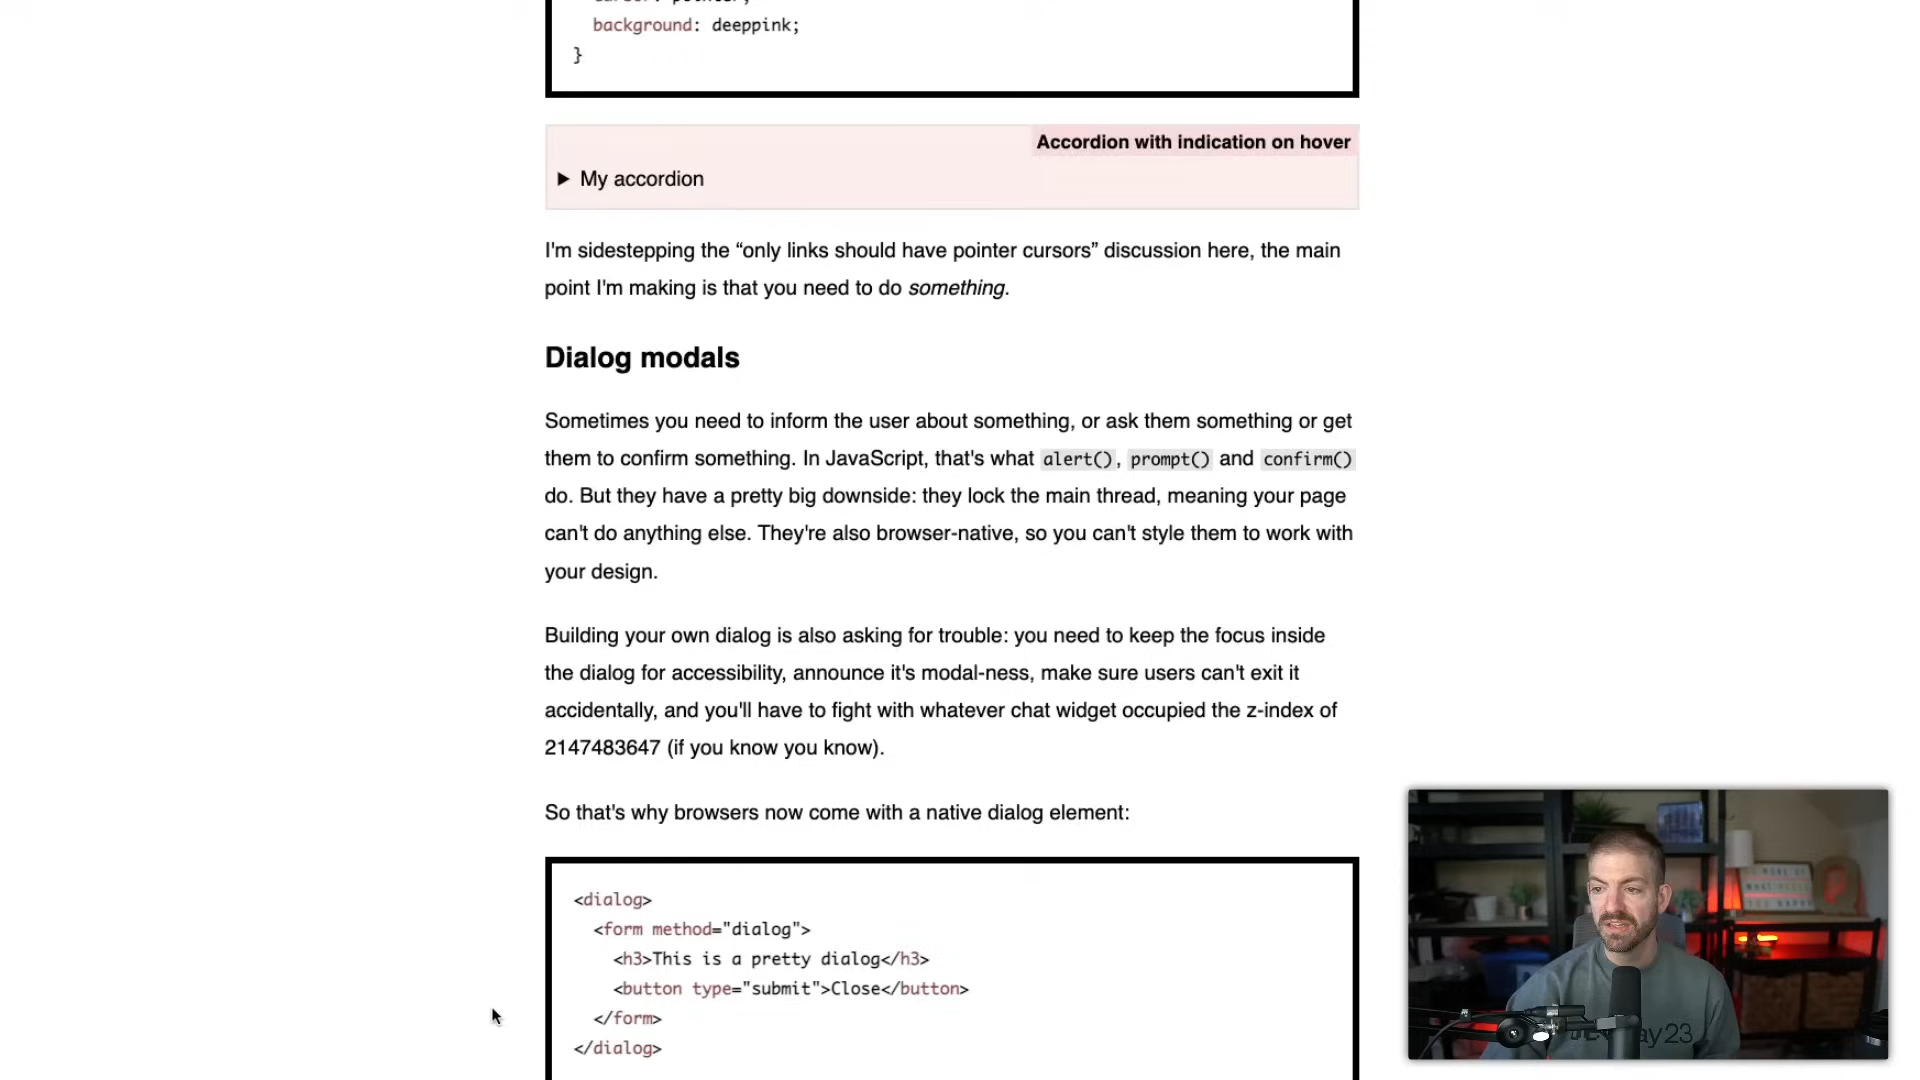 background: deeppink;
}
Accordion with indication on hover
▶ My accordion
I'm sidestepping the “only links should have pointer cursors” discussion here, the main
point I'm making is that you need to do something.
Dialog modals
Sometimes you need to inform the user about something, or ask them something or get
them to confirm something. In JavaScript, that's what alert(), prompt() and confirm()
do. But they have a pretty big downside: they lock the main thread, meaning your page
can't do anything else. They're also browser-native, so you can't style them to work with
your design.
Building your own dialog is also asking for trouble: you need to keep the focus inside
the dialog for accessibility, announce it's modal-ness, make sure users can't exit it
accidentally, and you'll have to fight with whatever chat widget occupied the z-index of
2147483647 (if you know you know).
So that's why browsers now come with a native dialog element:
<dialog>
<form method="dialog">
<h3>This is a pretty dialog</h3>
<button type="submit">Close</button>
</form>
</dialog>